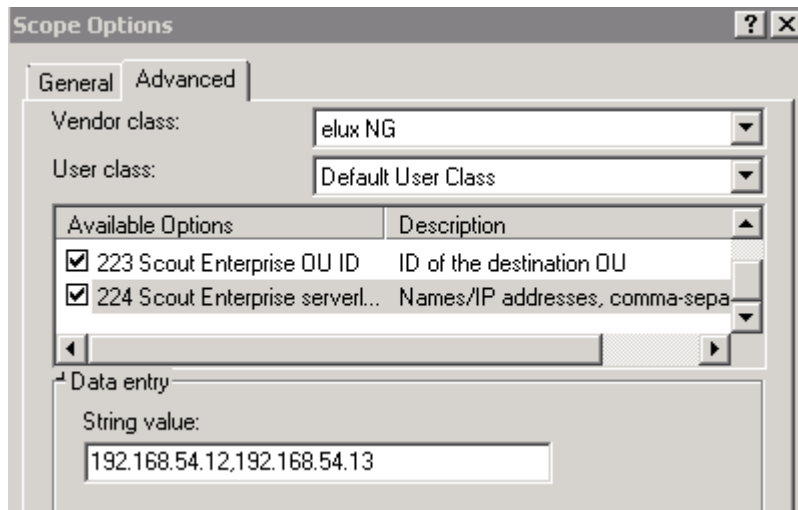 Scope Options
General Advanced
Vendor class: elux NG
User class: Default User Class
Available Options Description
223 Scout Enterprise OU ID ID of the destination OU
224 Scout Enterprise serverl... Names/IP addresses, comma-sepa
Data entry
String value:
192.168.54.12,192.168.54.13